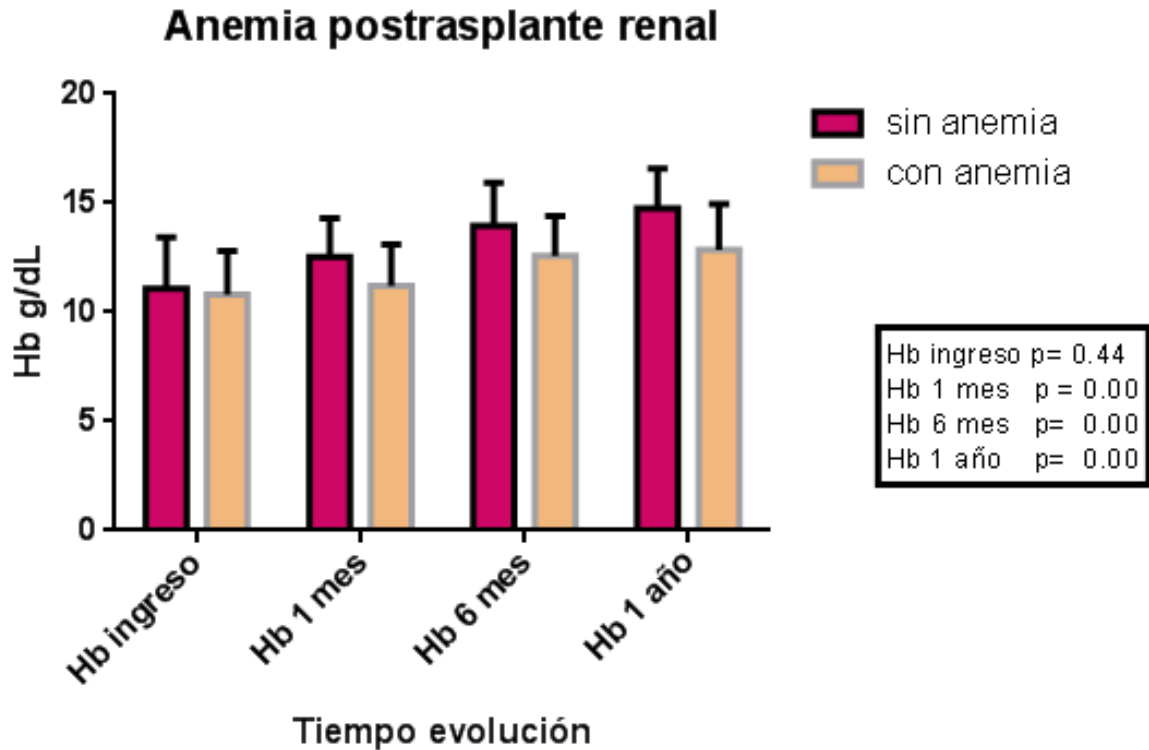 Anemia postrasplante renal
20
15
10
5
0
Hb g/dL
Hb ingreso
Hb 1 mes
Hb 6 mes
Hb 1 año
Tiempo evolución
sin anemia
con anemia
Hb ingreso p= 0.44
Hb 1 mes p = 0.00
Hb 6 mes p= 0.00
Hb 1 año p= 0.00